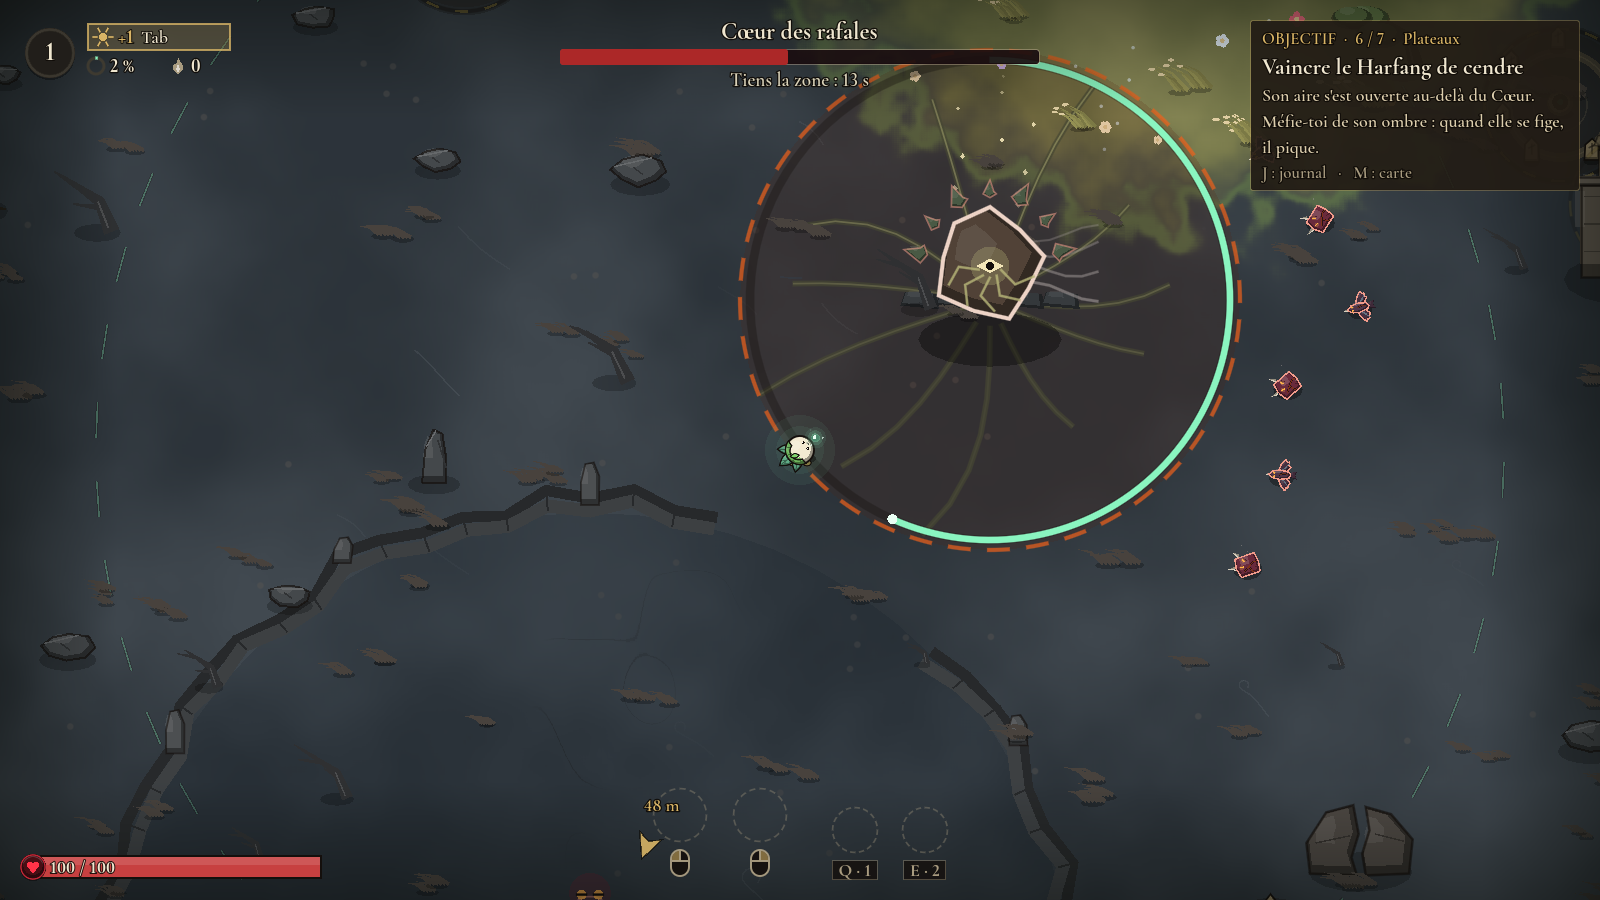 1
+1 Tab
2 %
0
Cœur des rafales
Tiens la zone : 13 s
OBJECTIF · 6 / 7 · Plateaux
Vaincre le Harfang de cendre
Son aire s'est ouverte au-delà du Cœur.
Méfie-toi de son ombre : quand elle se fige,
il pique.
J : journal · M : carte
48 m
Q · 1
E · 2
100 / 100